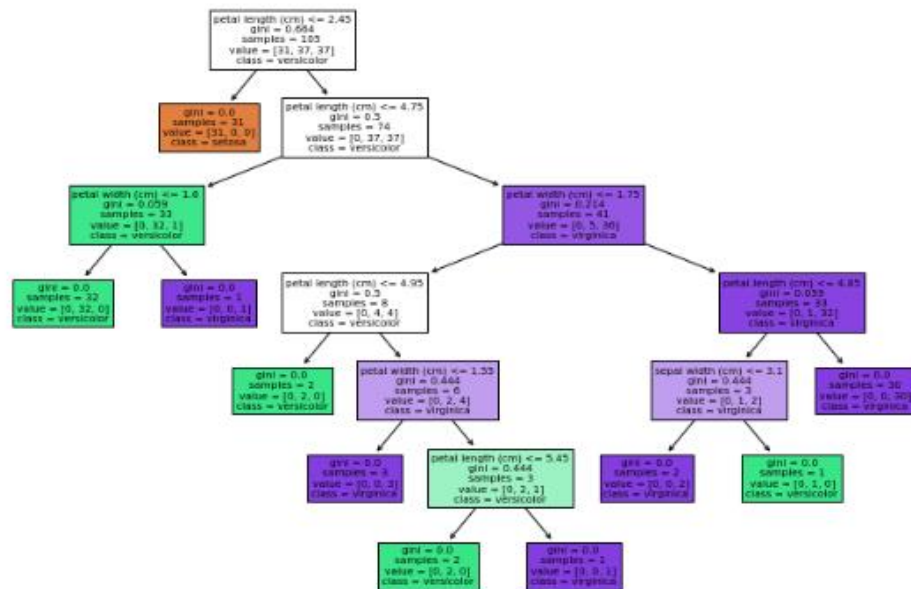 petal length (cm) <= 2.45
gini = 0.664
samples = 105
value = [31, 37, 37]
class = versicolor
gini = 0.0
samples = 31
value = [31, 0, 0]
class = setosa
petal length (cm) <= 4.75
gini = 0.5
samples = 74
value = [0, 37, 37]
class = versicolor
petal width (cm) <= 1.6
gini = 0.059
samples = 33
value = [0, 32, 1]
class = versicolor
petal width (cm) <= 1.75
gini = 0.214
samples = 41
value = [0, 5, 36]
class = virginica
gini = 0.0
samples = 32
value = [0, 32, 0]
class = versicolor
gini = 0.0
samples = 1
value = [0, 0, 1]
class = virginica
petal length (cm) <= 4.95
gini = 0.5
samples = 8
value = [0, 4, 4]
class = versicolor
petal length (cm) <= 4.85
gini = 0.059
samples = 33
value = [0, 1, 32]
class = virginica
gini = 0.0
samples = 2
value = [0, 2, 0]
class = versicolor
petal width (cm) <= 1.55
gini = 0.444
samples = 6
value = [0, 2, 4]
class = virginica
sepal width (cm) <= 3.1
gini = 0.444
samples = 3
value = [0, 1, 2]
class = virginica
gini = 0.0
samples = 30
value = [0, 0, 30]
class = virginica
gini = 0.0
samples = 3
value = [0, 0, 3]
class = virginica
petal length (cm) <= 5.45
gini = 0.444
samples = 3
value = [0, 2, 1]
class = versicolor
gini = 0.0
samples = 2
value = [0, 0, 2]
class = virginica
gini = 0.0
samples = 1
value = [0, 1, 0]
class = versicolor
gini = 0.0
samples = 2
value = [0, 2, 0]
class = versicolor
gini = 0.0
samples = 1
value = [0, 0, 1]
class = virginica